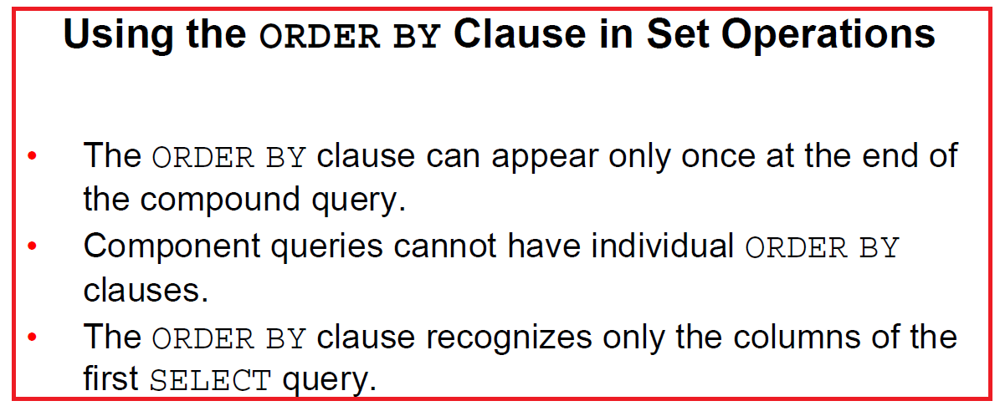 Using the ORDER BY Clause in Set Operations
• The ORDER BY clause can appear only once at the end of
the compound query.
• Component queries cannot have individual ORDER BY
clauses.
• The ORDER BY clause recognizes only the columns of the
first SELECT query.